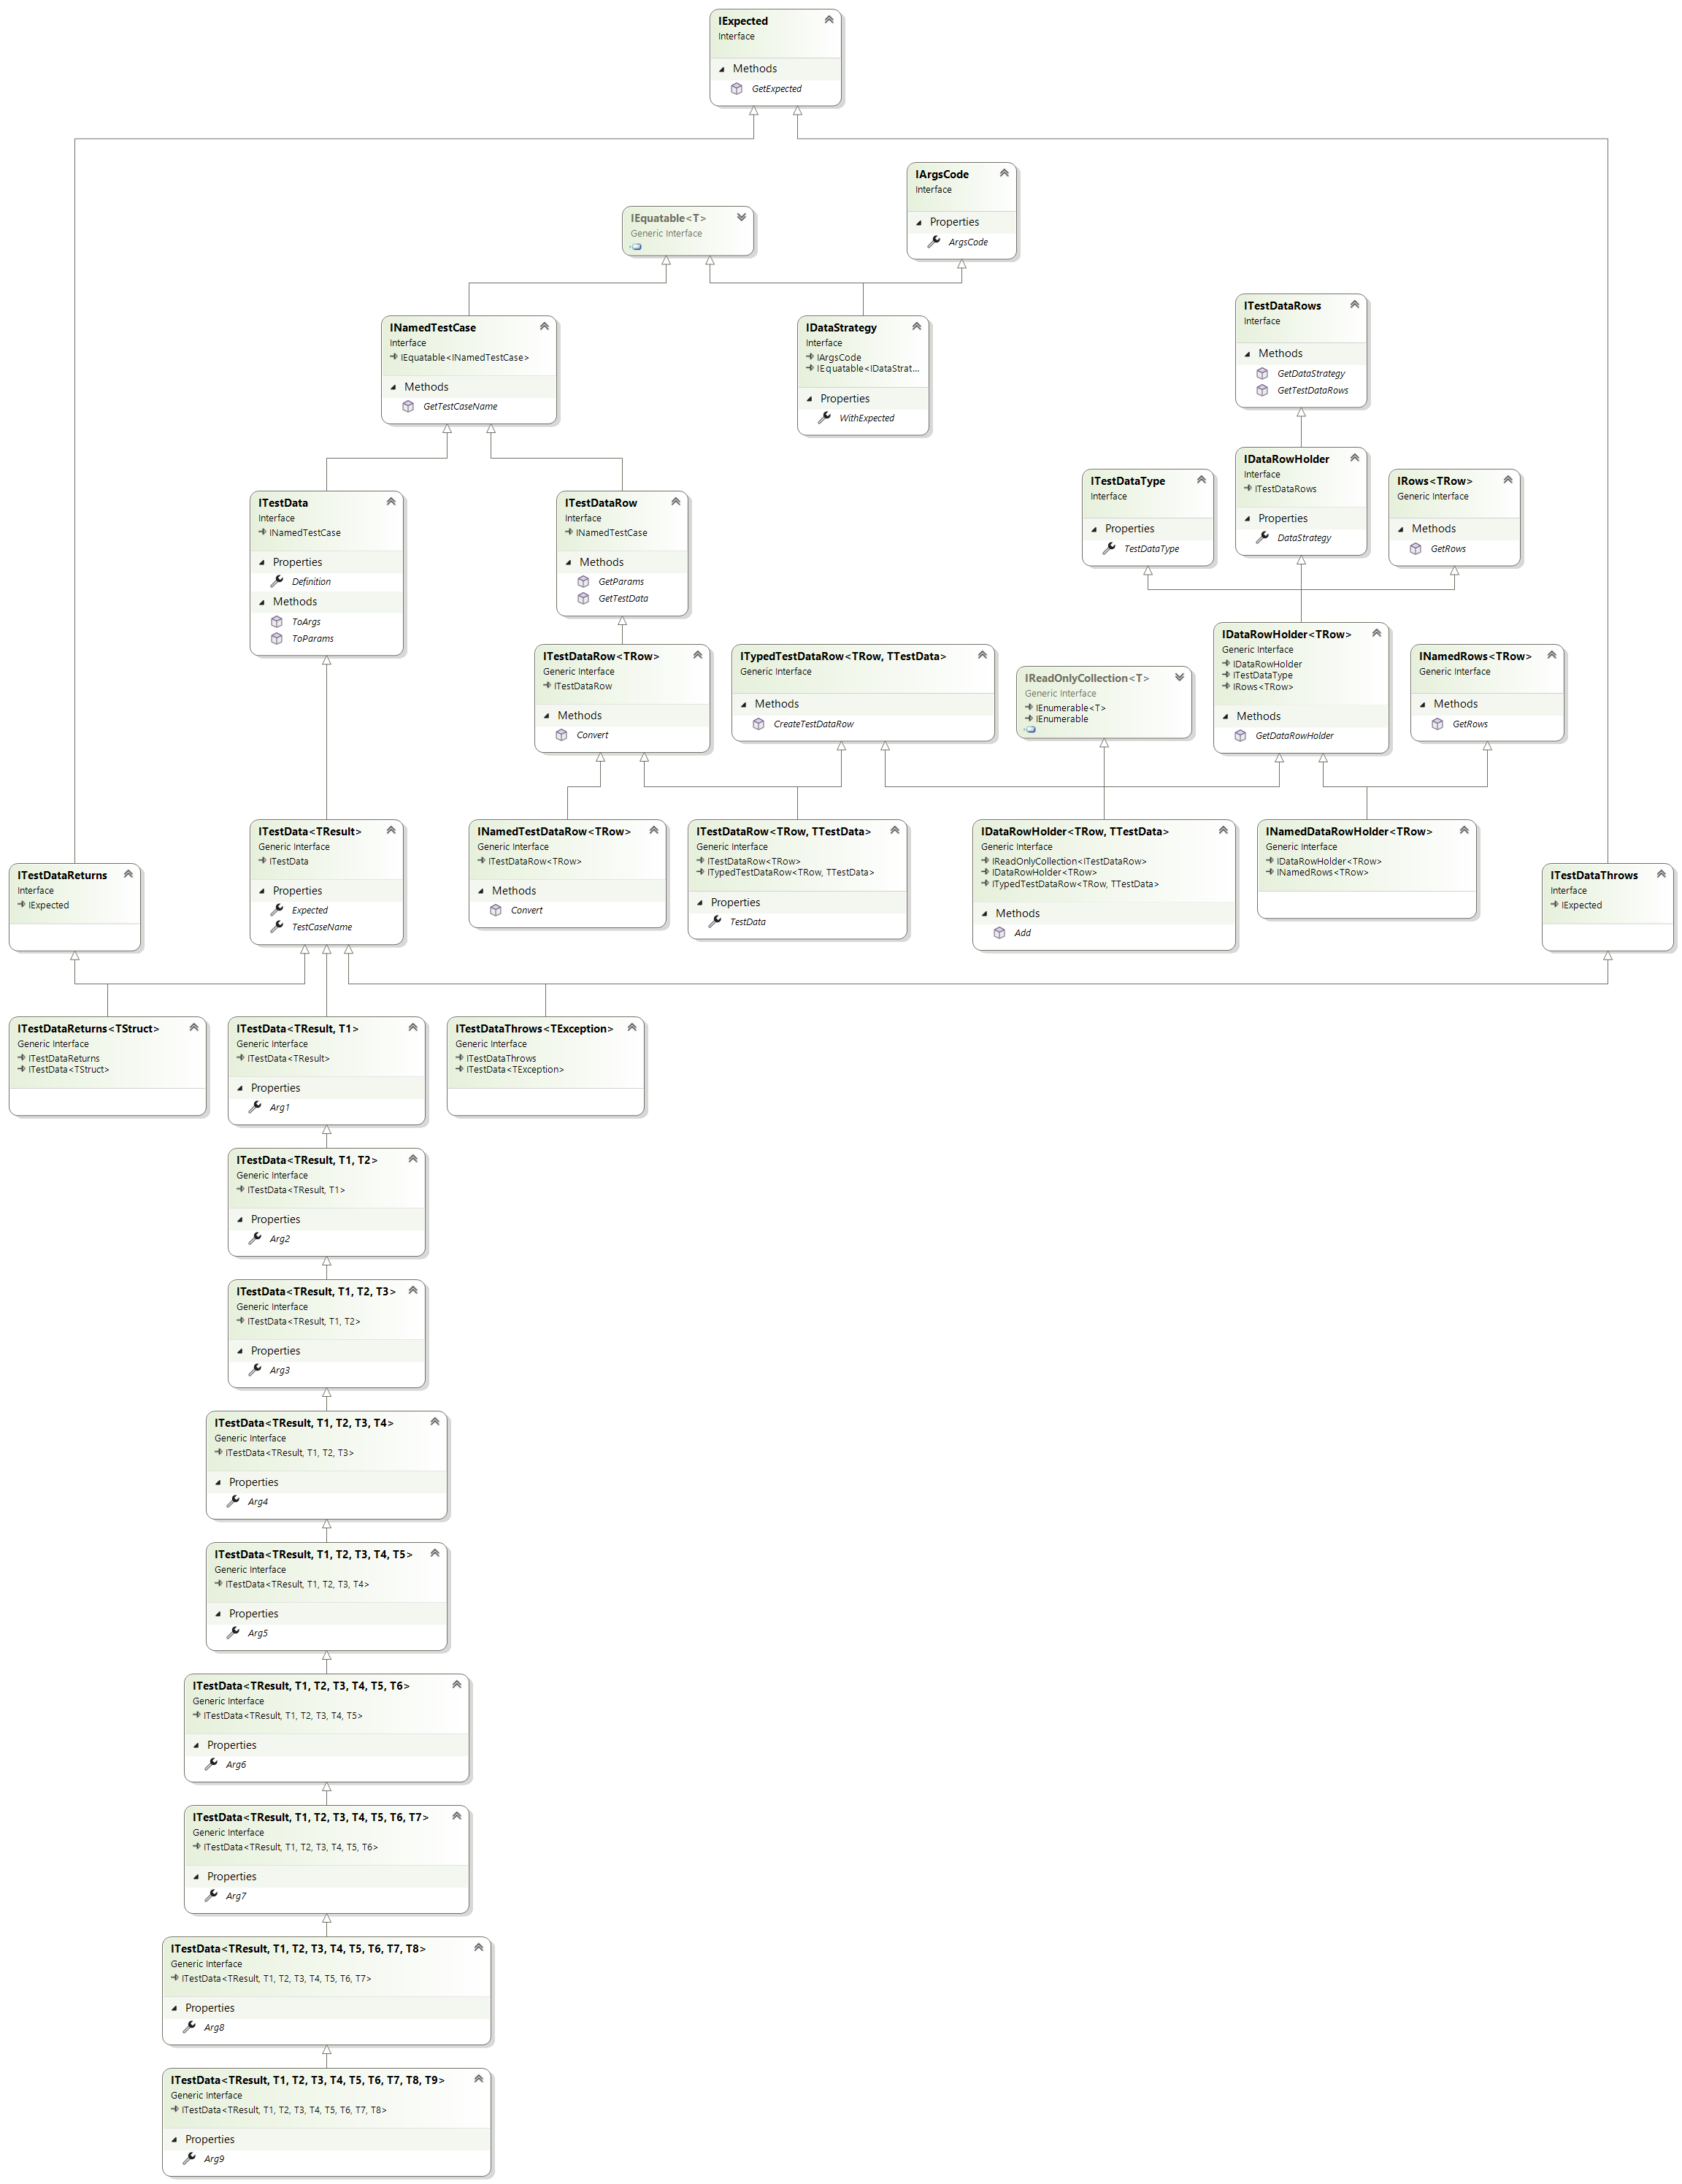 IExpected
Interface
Methods
GetExpected
IArgsCode
Interface
Properties
ArgsCode
IEquatable<T>
Generic Interface
ITestDataRows
Interface
Methods
GetDataStrategy
GetTestDataRows
INamedTestCase
Interface
IEquatable<INamedTestCase>
Methods
GetTestCaseName
IDataStrategy
Interface
IArgsCode
IEquatable<IDataStrat...
Properties
WithExpected
IDataRowHolder
Interface
ITestDataRows
Properties
DataStrategy
ITestDataType
Interface
Properties
TestDataType
IRows<TRow>
Generic Interface
Methods
GetRows
ITestData
Interface
INamedTestCase
Properties
Definition
Methods
ToArgs
ToParams
ITestDataRow
Interface
INamedTestCase
Methods
GetParams
GetTestData
IDataRowHolder<TRow>
Generic Interface
IDataRowHolder
ITestDataType
IRows<TRow>
Methods
GetDataRowHolder
ITestDataRow<TRow>
Generic Interface
ITestDataRow
Methods
Convert
ITypedTestDataRow<TRow, TTestData>
Generic Interface
Methods
CreateTestDataRow
IReadOnlyCollection<T>
Generic Interface
IEnumerable<T>
IEnumerable
INamedRows<TRow>
Generic Interface
Methods
GetRows
ITestData<TResult>
Generic Interface
ITestData
Properties
Expected
TestCaseName
INamedTestDataRow<TRow>
Generic Interface
ITestDataRow<TRow>
Methods
Convert
ITestDataRow<TRow, TTestData>
Generic Interface
ITestDataRow<TRow>
ITypedTestDataRow<TRow, TTestData>
Properties
TestData
IDataRowHolder<TRow, TTestData>
Generic Interface
IReadOnlyCollection<ITestDataRow>
IDataRowHolder<TRow>
ITypedTestDataRow<TRow, TTestData>
Methods
Add
INamedDataRowHolder<TRow>
Generic Interface
IDataRowHolder<TRow>
INamedRows<TRow>
ITestDataReturns
Interface
IExpected
ITestDataThrows
Interface
IExpected
ITestDataReturns<TStruct>
Generic Interface
ITestDataReturns
ITestData<TStruct>
ITestData<TResult, T1>
Generic Interface
ITestData<TResult>
Properties
Arg1
ITestDataThrows<TException>
Generic Interface
ITestDataThrows
ITestData<TException>
ITestData<TResult, T1, T2>
Generic Interface
ITestData<TResult, T1>
Properties
Arg2
ITestData<TResult, T1, T2, T3>
Generic Interface
ITestData<TResult, T1, T2>
Properties
Arg3
ITestData<TResult, T1, T2, T3, T4>
Generic Interface
ITestData<TResult, T1, T2, T3>
Properties
Arg4
ITestData<TResult, T1, T2, T3, T4, T5>
Generic Interface
ITestData<TResult, T1, T2, T3, T4>
Properties
Arg5
ITestData<TResult, T1, T2, T3, T4, T5, T6>
Generic Interface
ITestData<TResult, T1, T2, T3, T4, T5>
Properties
Arg6
ITestData<TResult, T1, T2, T3, T4, T5, T6, T7>
Generic Interface
ITestData<TResult, T1, T2, T3, T4, T5, T6>
Properties
Arg7
ITestData<TResult, T1, T2, T3, T4, T5, T6, T7, T8>
Generic Interface
ITestData<TResult, T1, T2, T3, T4, T5, T6, T7>
Properties
Arg8
ITestData<TResult, T1, T2, T3, T4, T5, T6, T7, T8, T9>
Generic Interface
ITestData<TResult, T1, T2, T3, T4, T5, T6, T7, T8>
Properties
Arg9